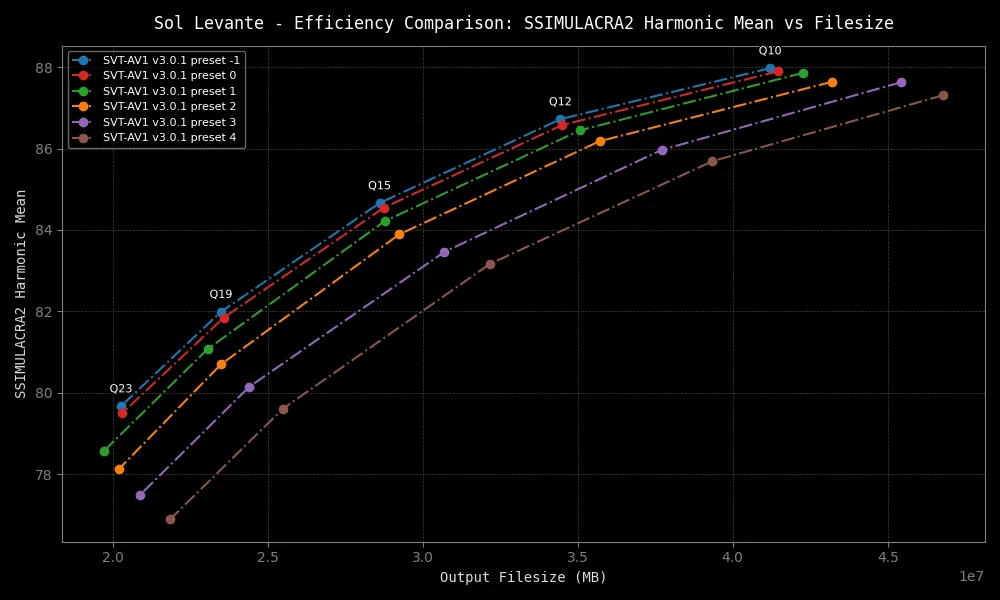 Sol Levante - Efficiency Comparison: SSIMULACRA2 Harmonic Mean vs Filesize
SVT-AV1 v3.0.1 preset -1
SVT-AV1 v3.0.1 preset 0
SVT-AV1 v3.0.1 preset 1
SVT-AV1 v3.0.1 preset 2
SVT-AV1 v3.0.1 preset 3
SVT-AV1 v3.0.1 preset 4
Q10
Q12
Q15
Q19
Q23
SSIMULACRA2 Harmonic Mean
88
86
84
82
80
78
2.0 2.5 3.0 3.5 4.0 4.5
1e7
Output Filesize (MB)